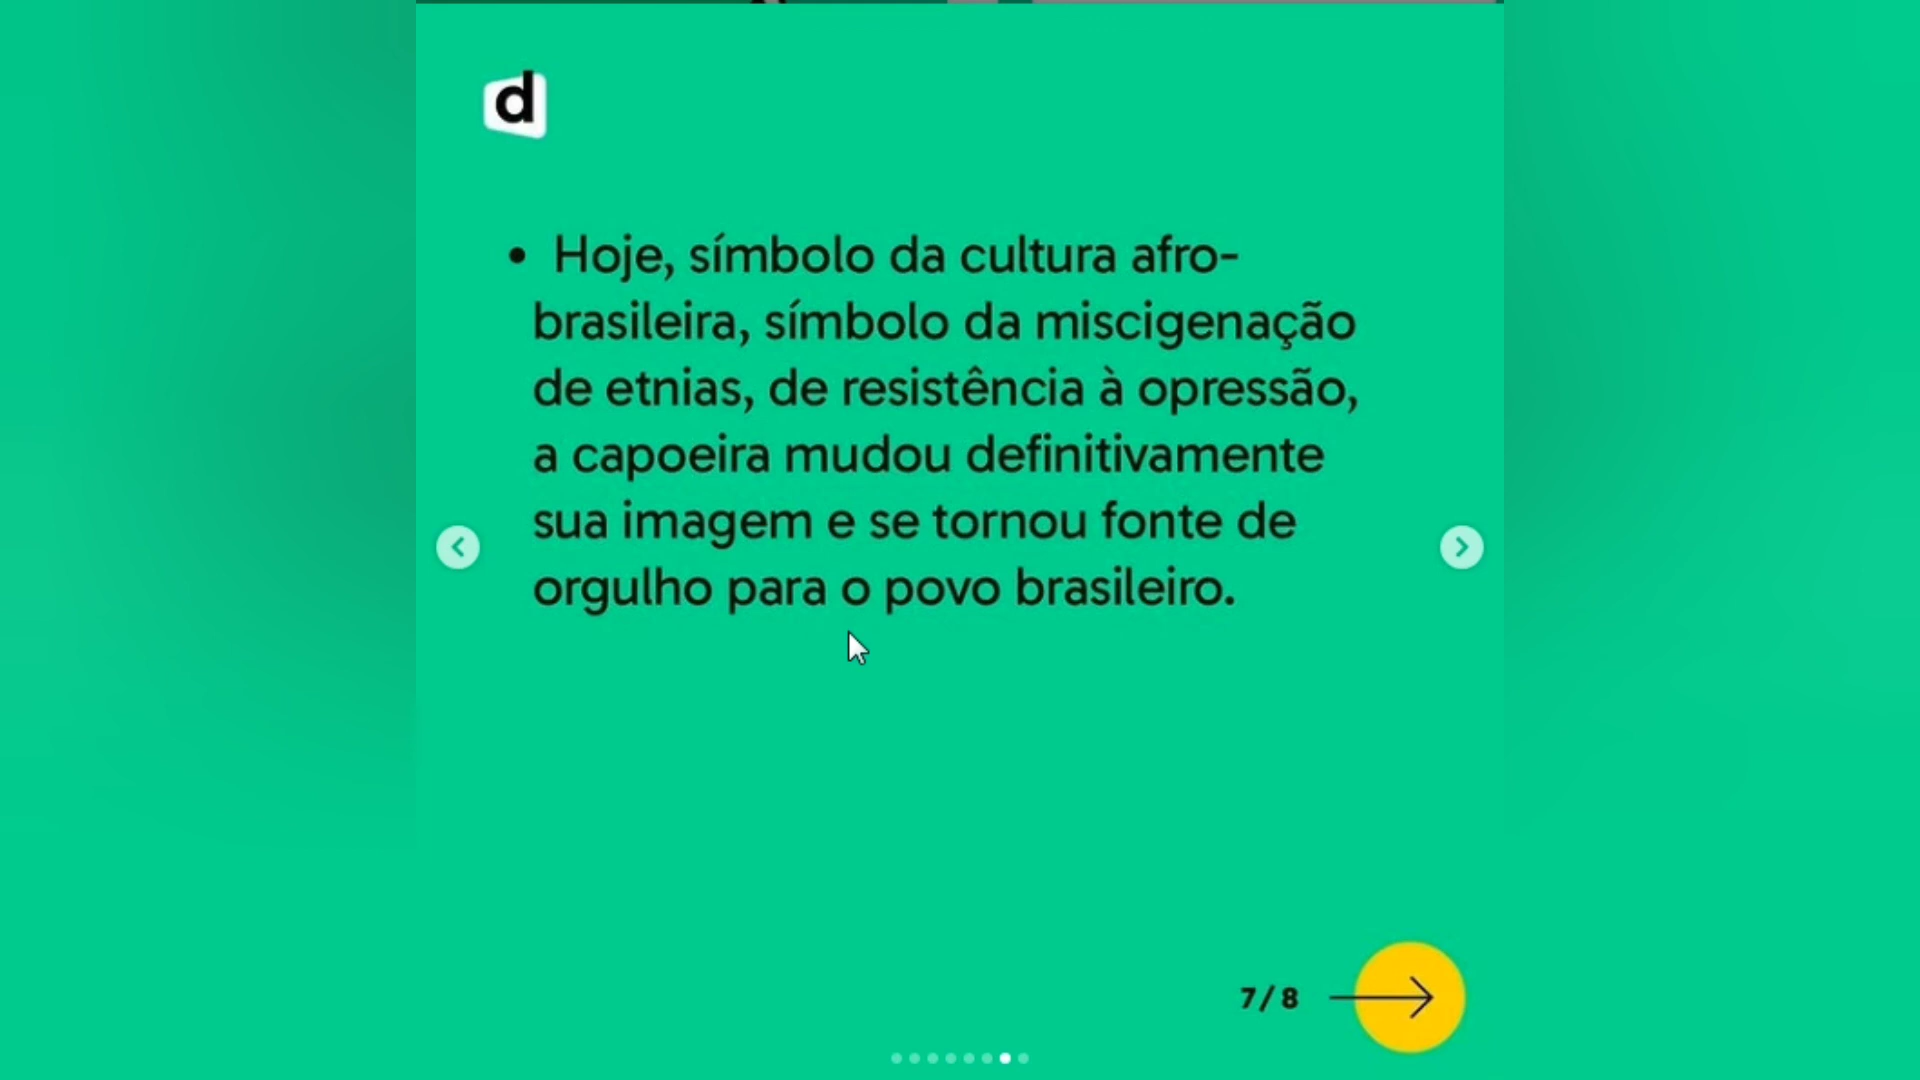 d
• Hoje, símbolo da cultura afro-
brasileira, símbolo da miscigenação
de etnias, de resistência à opressão,
a capoeira mudou definitivamente
sua imagem e se tornou fonte de
orgulho para o povo brasileiro.
7/8